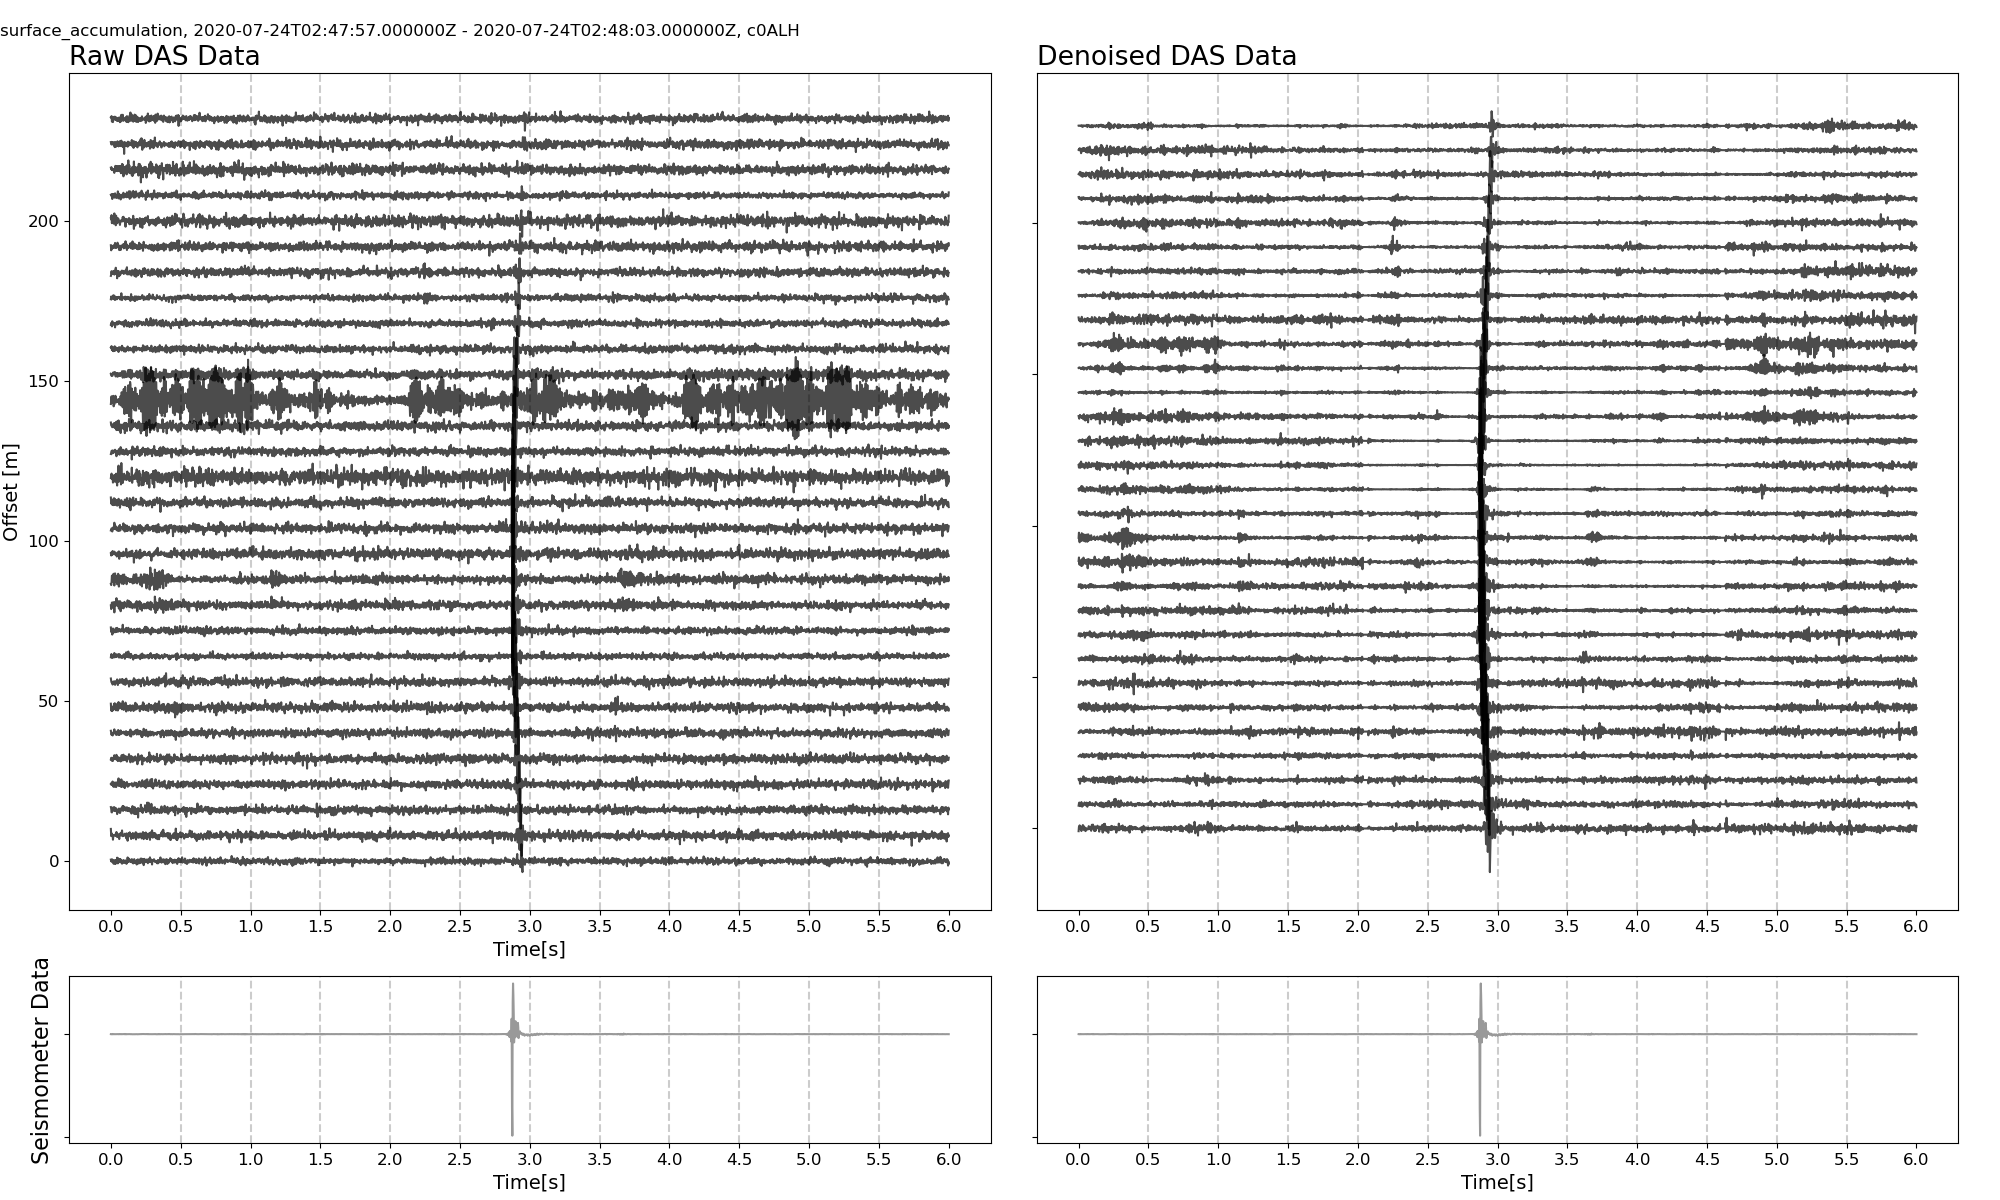 surface_accumulation, 2020-07-24T02:47:57.000000Z - 2020-07-24T02:48:03.000000Z, c0ALH
Raw DAS Data
Denoised DAS Data
Offset [m]
200
150
100
50
0
0.0 0.5 1.0 1.5 2.0 2.5 3.0 3.5 4.0 4.5 5.0 5.5 6.0
Time[s]
0.0 0.5 1.0 1.5 2.0 2.5 3.0 3.5 4.0 4.5 5.0 5.5 6.0
Seismometer Data
0.0 0.5 1.0 1.5 2.0 2.5 3.0 3.5 4.0 4.5 5.0 5.5 6.0
Time[s]
0.0 0.5 1.0 1.5 2.0 2.5 3.0 3.5 4.0 4.5 5.0 5.5 6.0
Time[s]